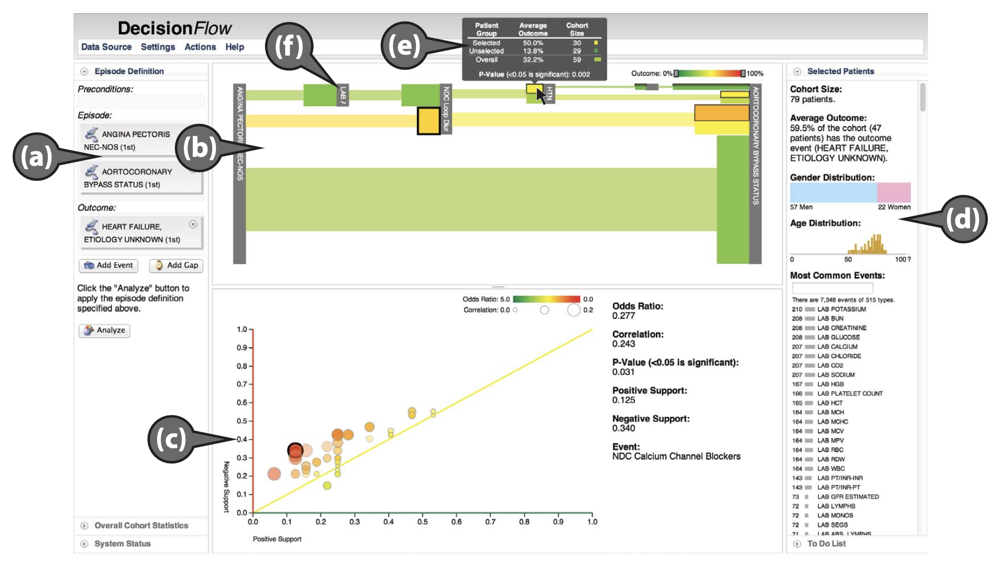 DecisionFlow
Data Source Settings Actions Help
(f)
(e)
Patient Group Average Outcome Cohort Size
Selected 50.0% 30
Unselected 13.8% 29
Overall 32.2% 59
P-Value (<0.05 is significant): 0.002
Episode Definition
Preconditions:
Episode:
ANGINA PECTORIS
NEC-NOS (1st)
AORTOCORONARY
BYPASS STATUS (1st)
Outcome:
HEART FAILURE,
ETIOLOGY UNKNOWN (1st)
Add Event Add Gap
Click the "Analyze" button to
apply the episode definition
specified above.
Analyze
Overall Cohort Statistics
System Status
(a)
(b)
Outcome: 0% 100%
ANGINA PECTORIS NEC-NOS
LAB
NDC Loop Diur
HTN
AORTOCORONARY BYPASS STATUS
(c)
Odds Ratio: 5.0 0.0
Correlation: 0.0 0.2
1.0
0.9
0.8
0.7
0.6
0.5
0.4
0.3
0.2
0.1
0.0
Negative Support
0.0 0.1 0.2 0.3 0.4 0.5 0.6 0.7 0.8 0.9 1.0
Positive Support
Odds Ratio:
0.277
Correlation:
0.243
P-Value (<0.05 is significant):
0.031
Positive Support:
0.125
Negative Support:
0.340
Event:
NDC Calcium Channel Blockers
Selected Patients
Cohort Size:
79 patients.
Average Outcome:
59.5% of the cohort (47
patients) has the outcome
event (HEART FAILURE,
ETIOLOGY UNKNOWN).
Gender Distribution:
57 Men 22 Women
(d)
Age Distribution:
0 50 100 ?
Most Common Events:
There are 7,348 events of 515 types.
210 LAB POTASSIUM
208 LAB BUN
208 LAB CREATININE
208 LAB GLUCOSE
207 LAB CALCIUM
207 LAB CHLORIDE
207 LAB CO2
207 LAB SODIUM
167 LAB HGB
166 LAB PLATELET COUNT
165 LAB HCT
164 LAB MCH
164 LAB MCHC
164 LAB MCV
164 LAB MPV
164 LAB RBC
164 LAB RDW
164 LAB WBC
143 LAB PT/INR-INR
143 LAB PT/INR-PT
73 LAB GFR ESTIMATED
72 LAB LYMPHS
72 LAB MONOS
72 LAB SEGS
71 LAB ABS. LYMPHS
To Do List